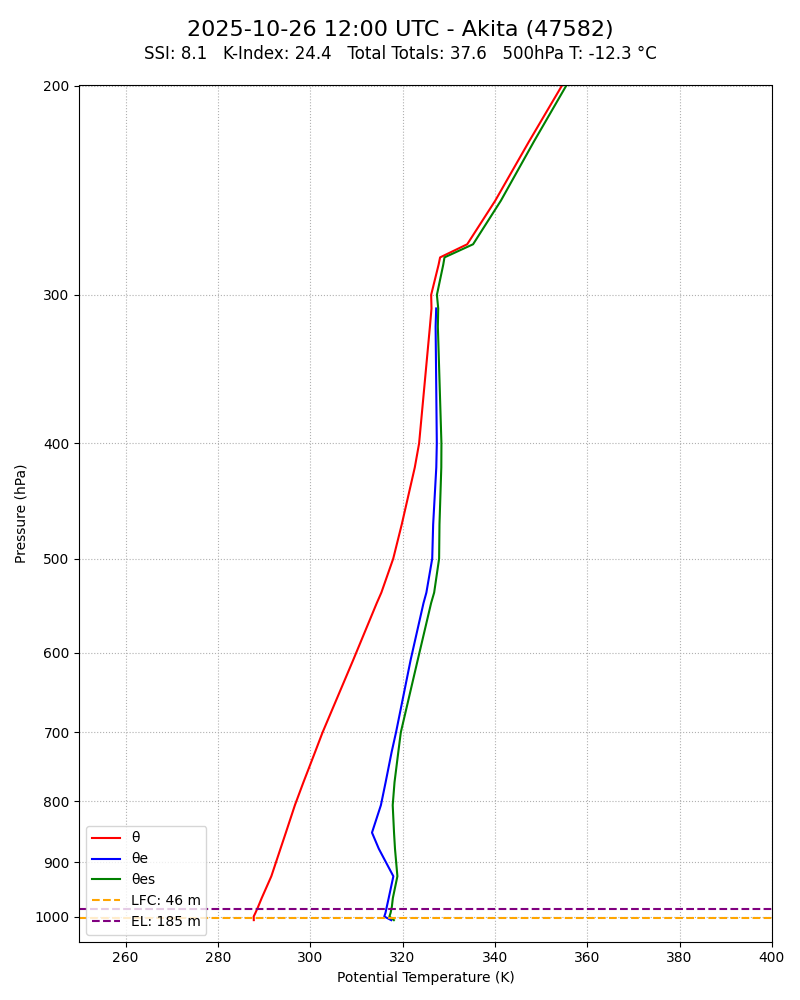 2025-10-26 12:00 UTC - Akita (47582)
SSI: 8.1   K-Index: 24.4   Total Totals: 37.6   500hPa T: -12.3 °C
200
300
400
500
600
700
800
900
1000
Pressure (hPa)
θ
θe
θes
LFC: 46 m
EL: 185 m
260 280 300 320 340 360 380 400
Potential Temperature (K)